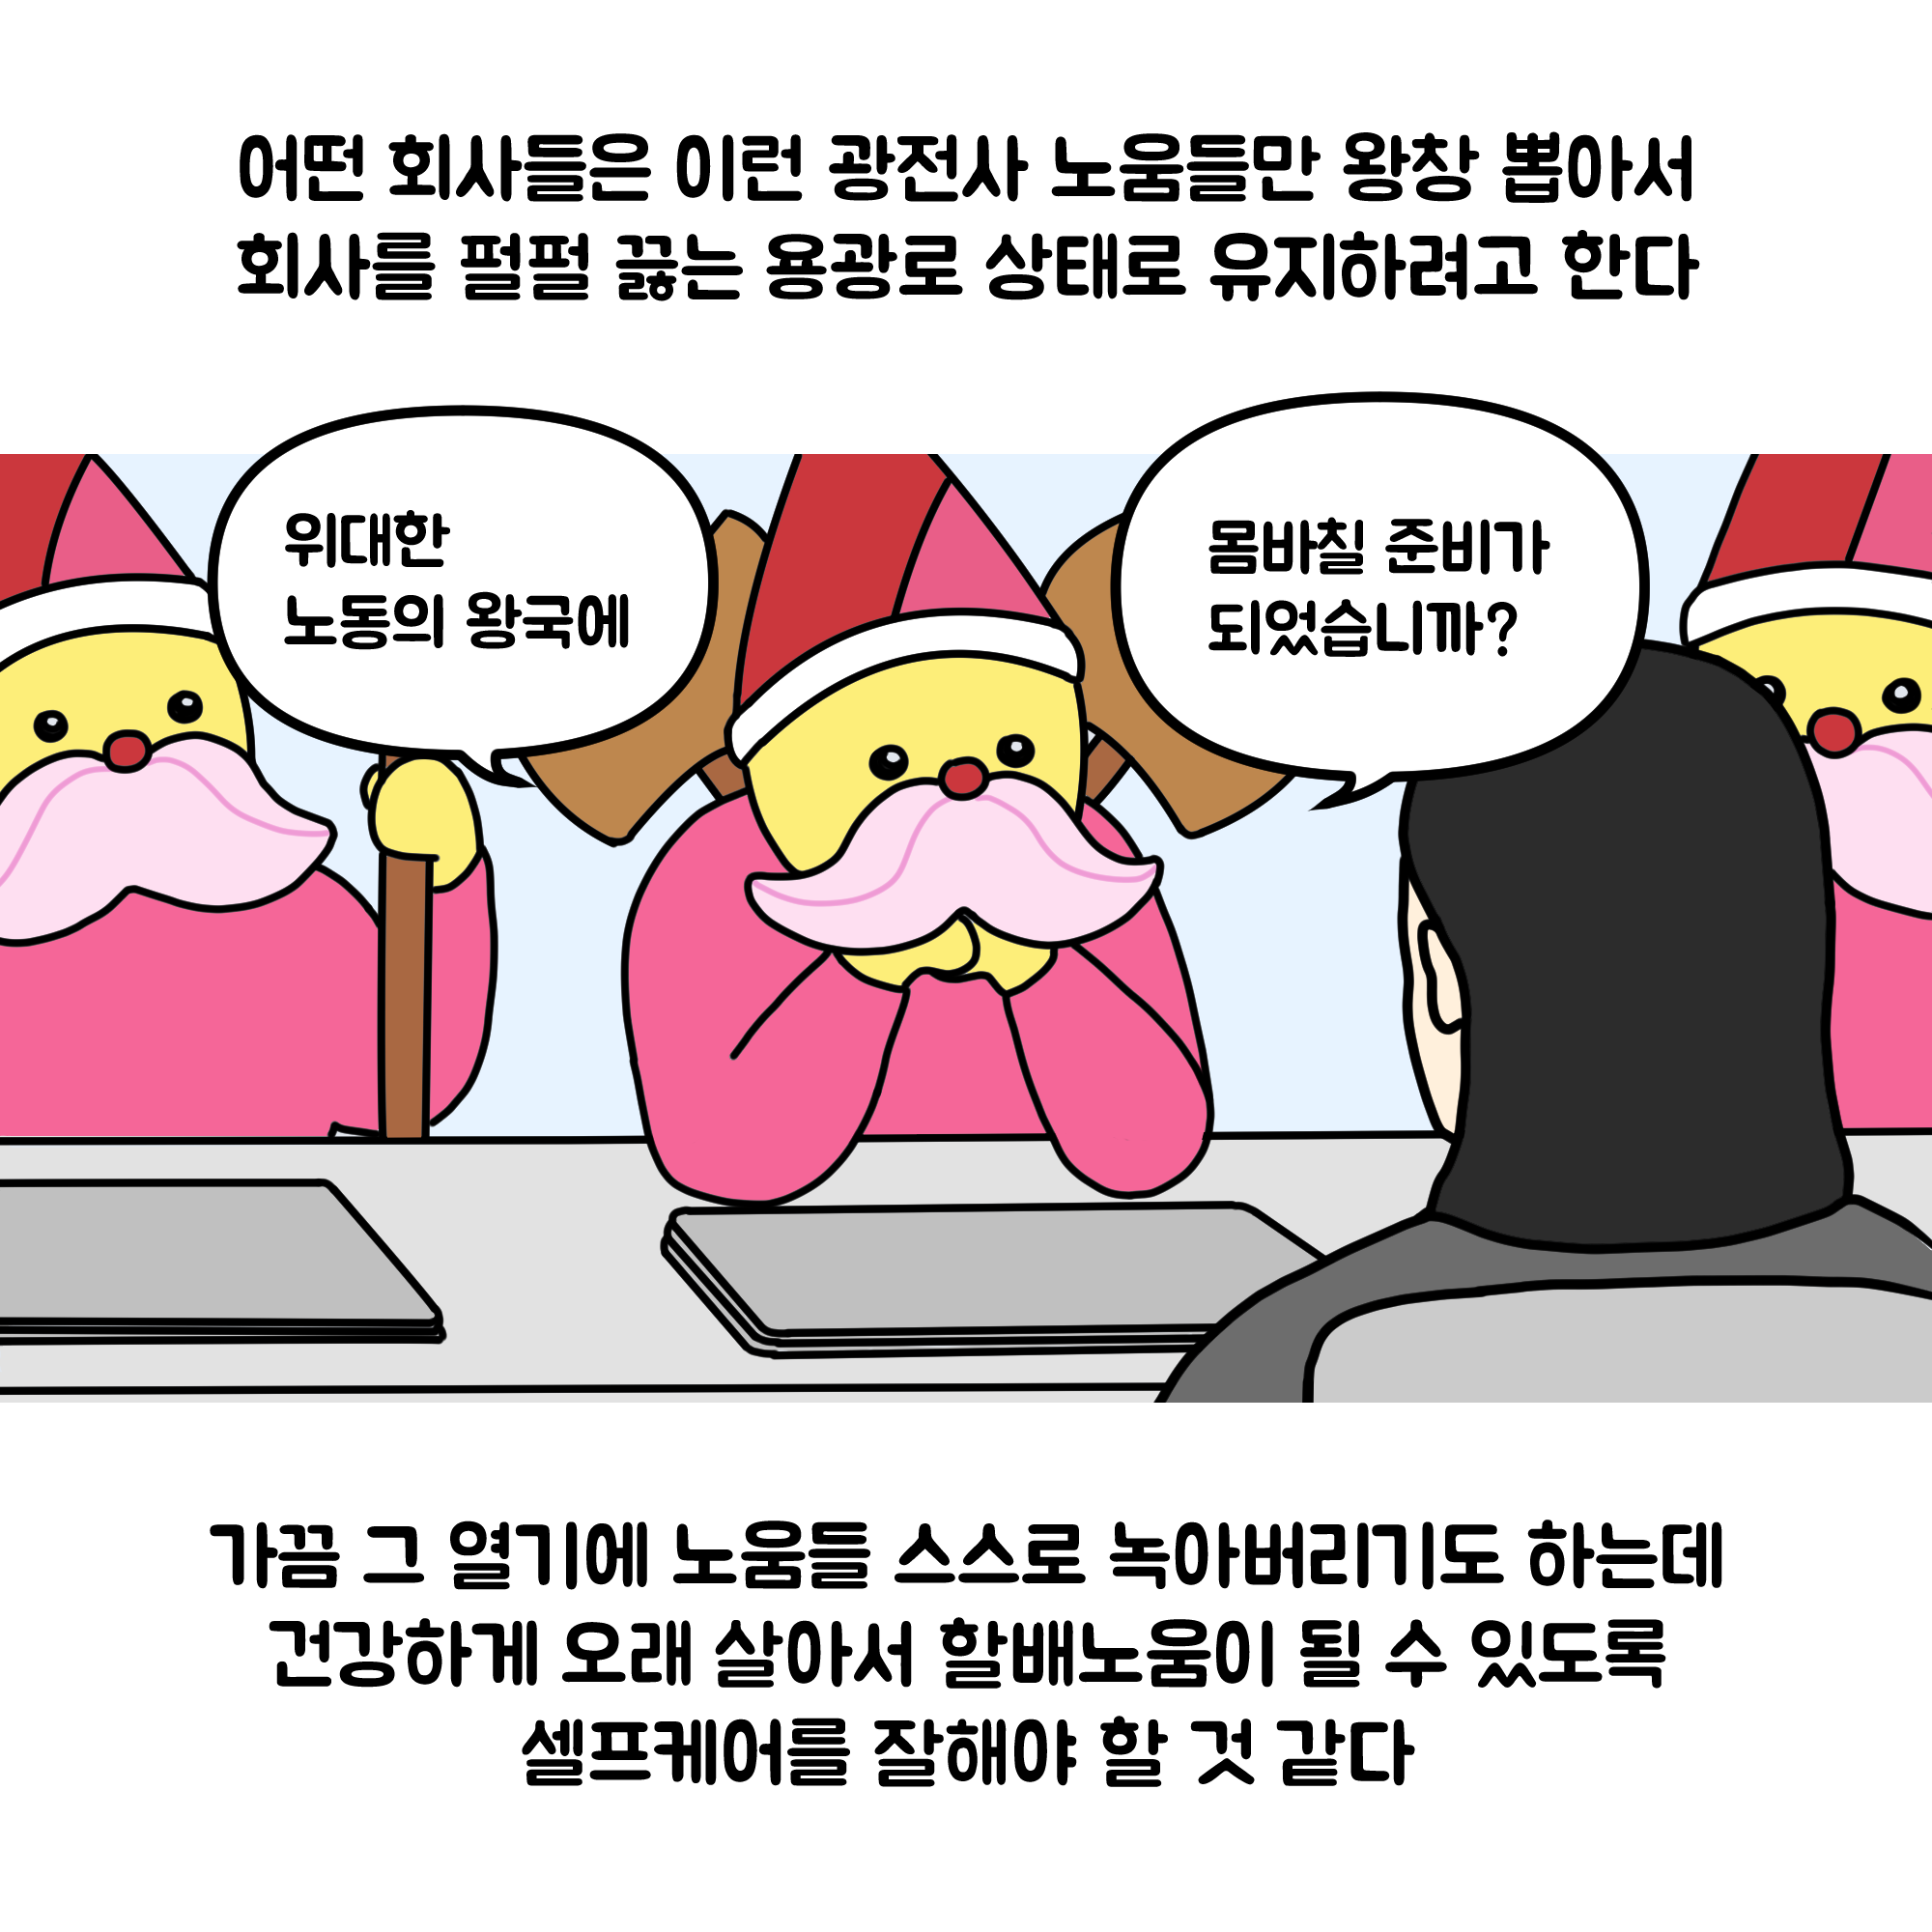 어떤 회사들은 이런 광전사 노움들만 왕창 뽑아서
회사를 펄펄 끓는 용광로 상태로 유지하려고 한다
위대한
노동의 왕국에
몸바칠 준비가
되었습니까?
가끔 그 열기에 노움들 스스로 녹아버리기도 하는데
건강하게 오래 살아서 할배노움이 될 수 있도록
셀프케어를 잘해야 할 것 같다